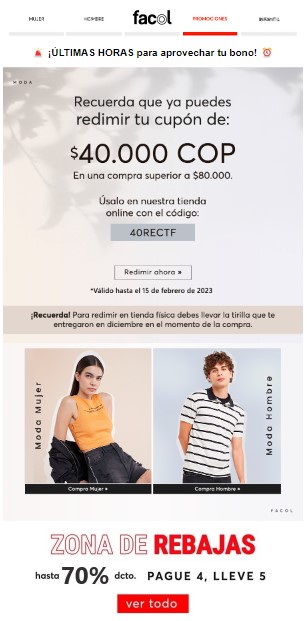 MUJER HOMBRE facol PROMOCIONES INFANTIL
¡ÚLTIMAS HORAS para aprovechar tu bono!
MODA
Recuerda que ya puedes
redimir tu cupón de:
$40.000 COP
En una compra superior a $80.000.
Úsalo en nuestra tienda
online con el código:
40RECTF
Redimir ahora »
*Válido hasta el 15 de febrero de 2023
¡Recuerda! Para redimir en tienda física debes llevar la tirilla que te
entregaron en diciembre en el momento de la compra.
Moda Mujer
Moda Hombre
Compra Mujer »
Compra Hombre »
FACOL
ZONA DE REBAJAS
hasta 70% dcto. PAGUE 4, LLEVE 5
ver todo